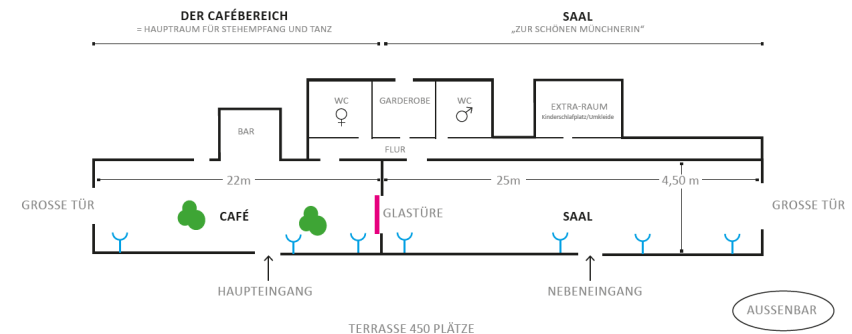 DER CAFÉBEREICH
= HAUPTRAUM FÜR STEHEMPFANG UND TANZ
SAAL
„ZUR SCHÖNEN MÜNCHNERIN"
WC
GARDEROBE
WC
EXTRA-RAUM
Kinderschlafplatz/Umkleide
BAR
FLUR
22m
25m
4,50 m
GROSSE TÜR
CAFÉ
GLASTÜRE
SAAL
GROSSE TÜR
HAUPTEINGANG
NEBENEINGANG
AUSSENBAR
TERRASSE 450 PLÄTZE